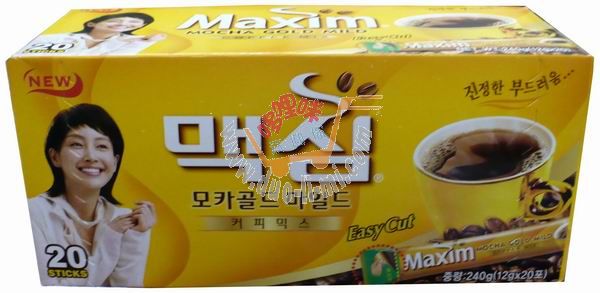 Maxim
MOCHA GOLD MILD
20
STICKS
NEW
진정한 부드러움...
맥심
모카골드 마일드
커피믹스
Easy Cut
20
STICKS
Maxim
MOCHA GOLD MILD
중량:240g(12g×20포)